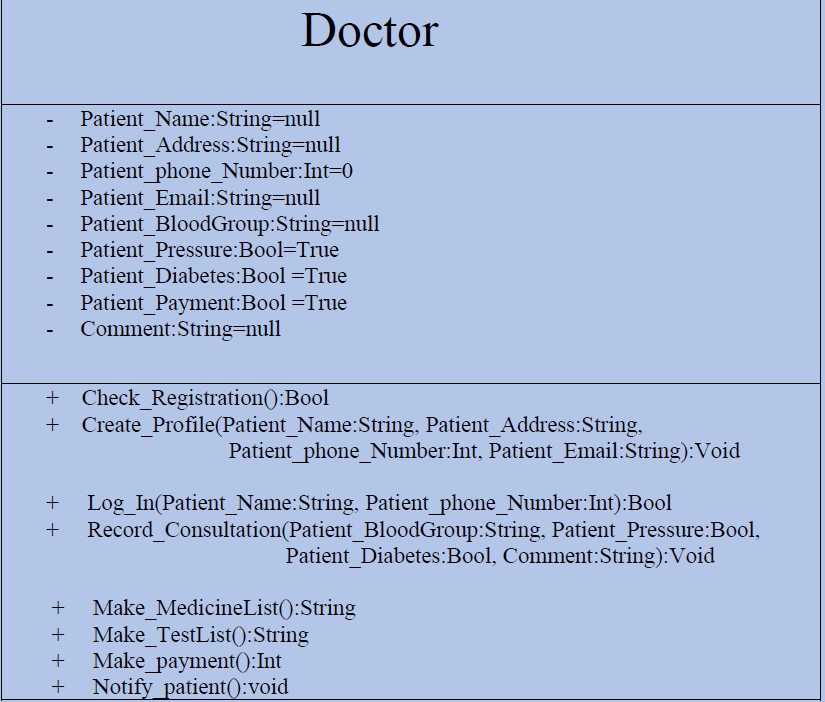 Doctor
- Patient_Name:String=null
- Patient_Address:String=null
- Patient_phone_Number:Int=0
- Patient_Email:String=null
- Patient_BloodGroup:String=null
- Patient_Pressure:Bool=True
- Patient_Diabetes:Bool =True
- Patient_Payment:Bool =True
- Comment:String=null
+ Check_Registration():Bool
+ Create_Profile(Patient_Name:String, Patient_Address:String,
Patient_phone_Number:Int, Patient_Email:String):Void
+ Log_In(Patient_Name:String, Patient_phone_Number:Int):Bool
+ Record_Consultation(Patient_BloodGroup:String, Patient_Pressure:Bool,
Patient_Diabetes:Bool, Comment:String):Void
+ Make_MedicineList():String
+ Make_TestList():String
+ Make_payment():Int
+ Notify_patient():void